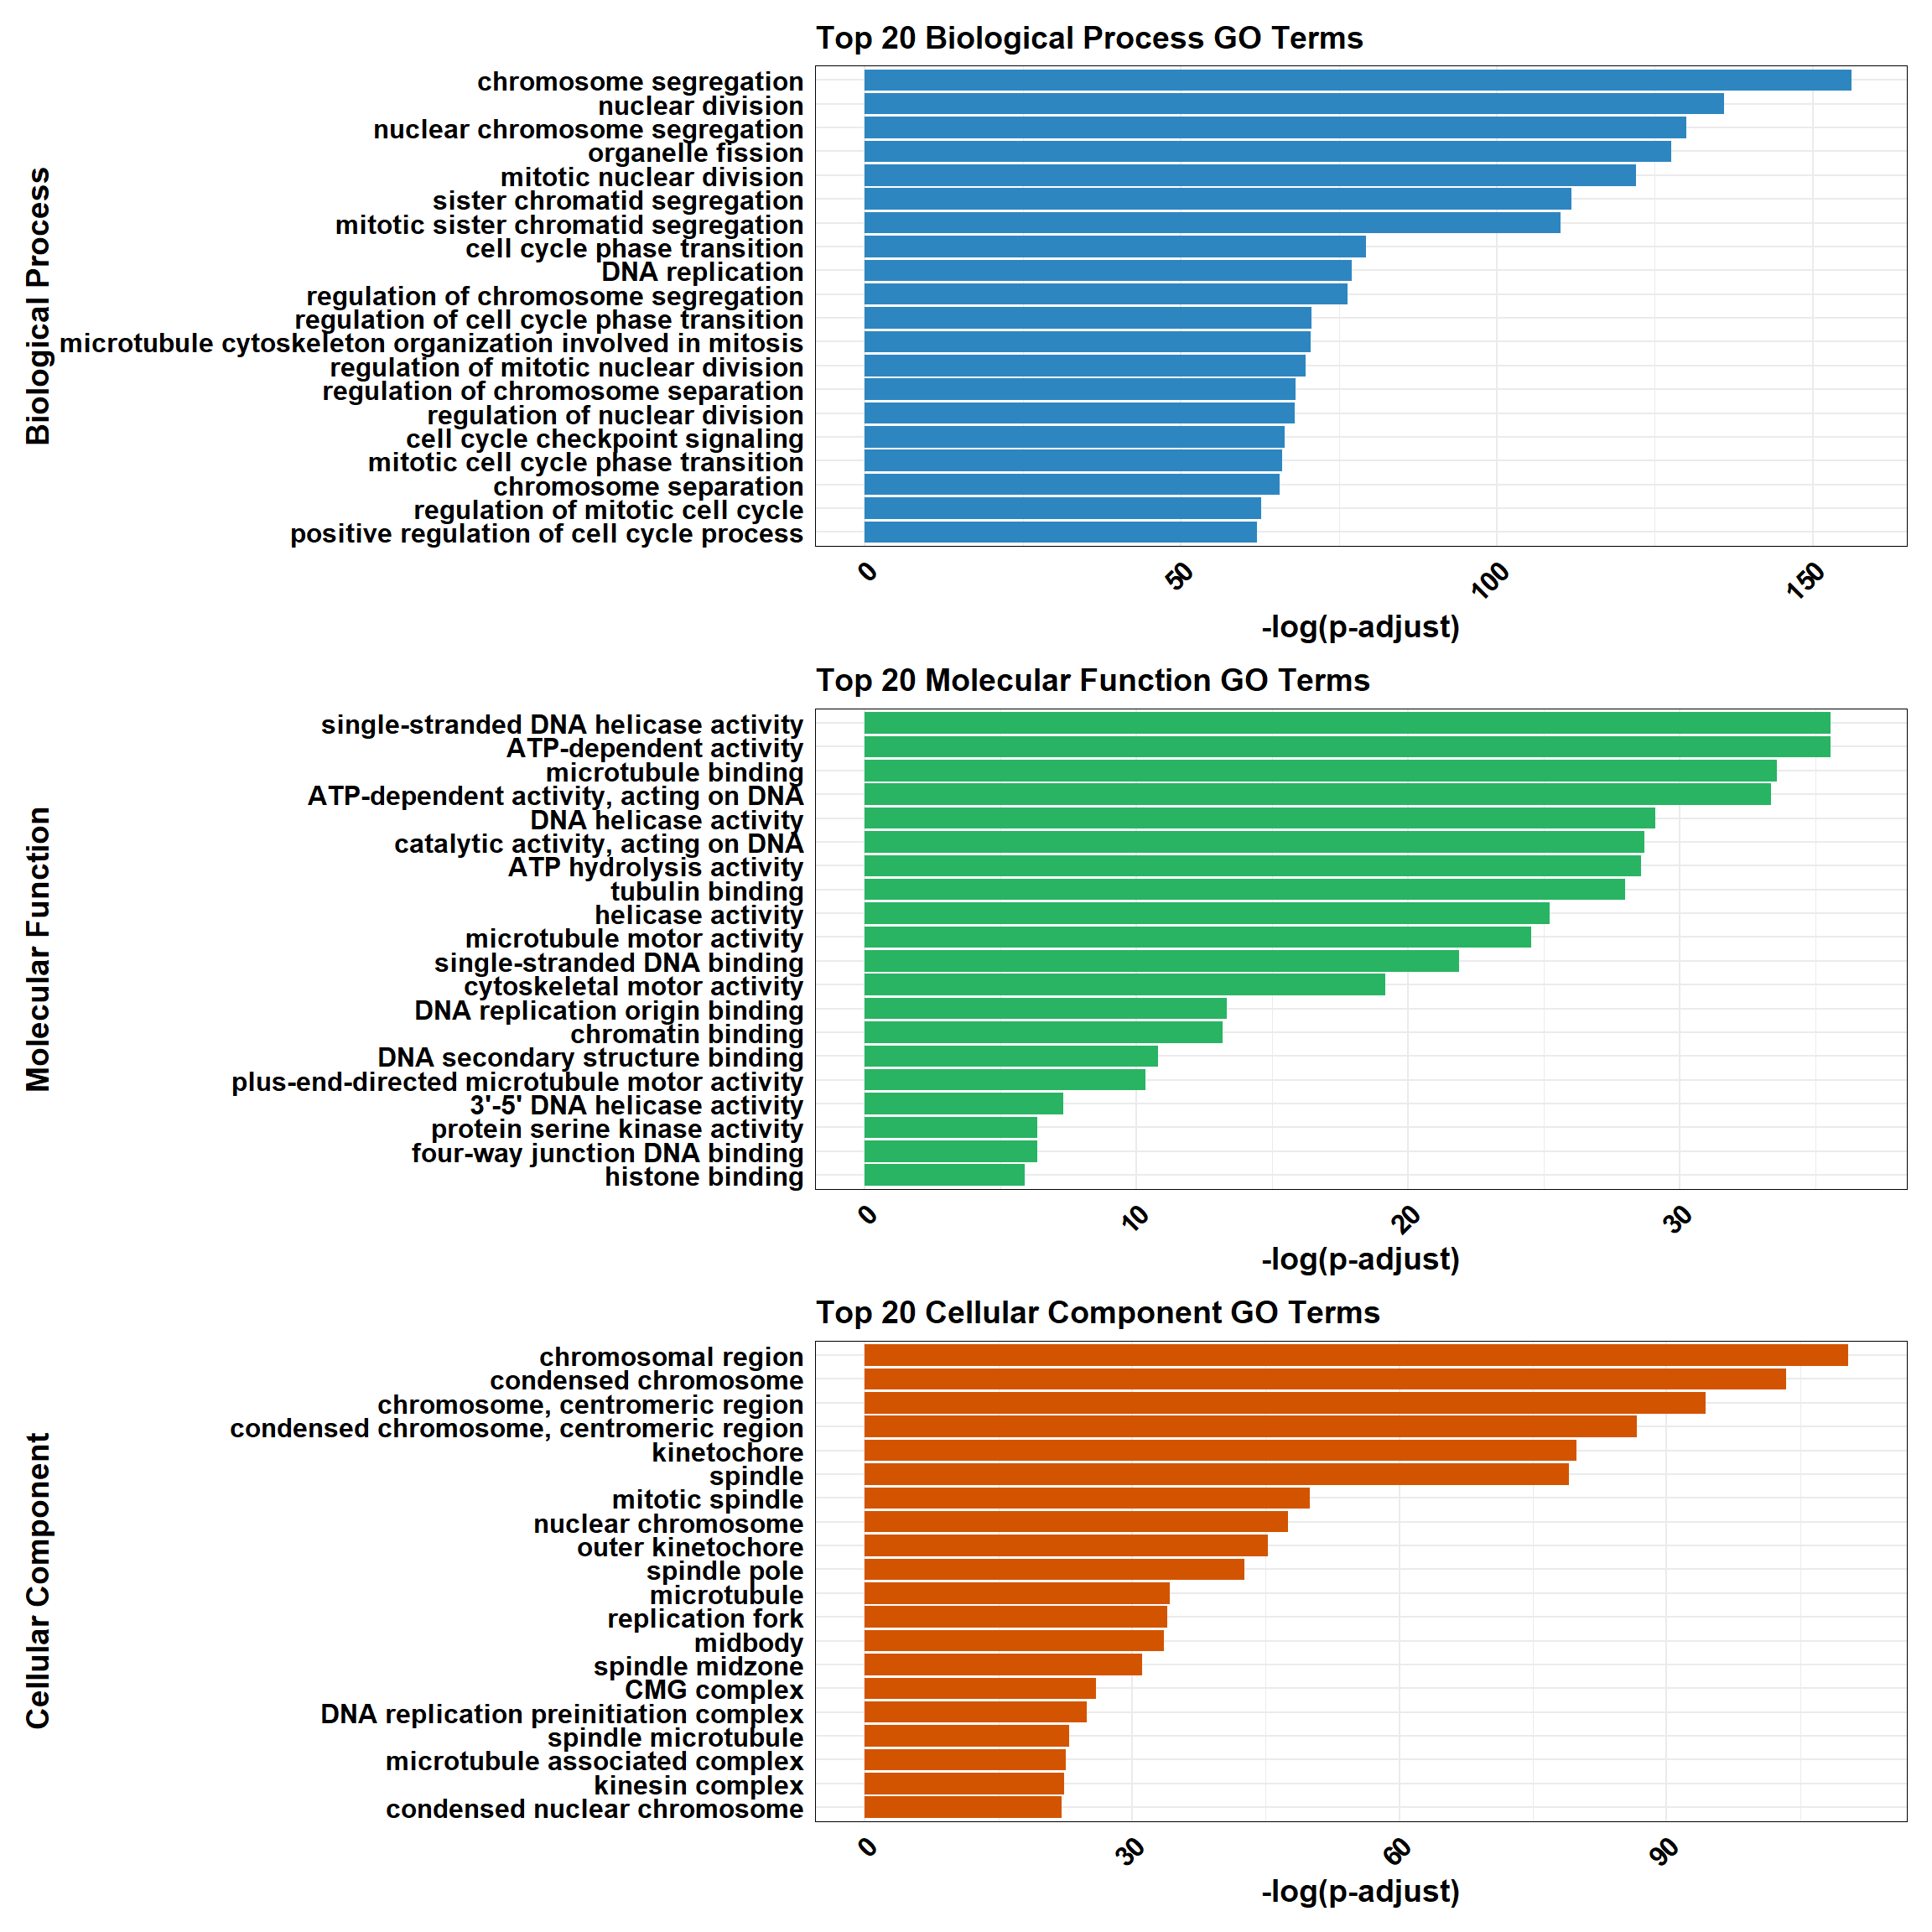 Top 20 Biological Process GO Terms
Biological Process
chromosome segregation
nuclear division
nuclear chromosome segregation
organelle fission
mitotic nuclear division
sister chromatid segregation
mitotic sister chromatid segregation
cell cycle phase transition
DNA replication
regulation of chromosome segregation
regulation of cell cycle phase transition
microtubule cytoskeleton organization involved in mitosis
regulation of mitotic nuclear division
regulation of chromosome separation
regulation of nuclear division
cell cycle checkpoint signaling
mitotic cell cycle phase transition
chromosome separation
regulation of mitotic cell cycle
positive regulation of cell cycle process
0 50 100 150
-log(p-adjust)
Top 20 Molecular Function GO Terms
Molecular Function
single-stranded DNA helicase activity
ATP-dependent activity
microtubule binding
ATP-dependent activity, acting on DNA
DNA helicase activity
catalytic activity, acting on DNA
ATP hydrolysis activity
tubulin binding
helicase activity
microtubule motor activity
single-stranded DNA binding
cytoskeletal motor activity
DNA replication origin binding
chromatin binding
DNA secondary structure binding
plus-end-directed microtubule motor activity
3'-5' DNA helicase activity
protein serine kinase activity
four-way junction DNA binding
histone binding
0 10 20 30
-log(p-adjust)
Top 20 Cellular Component GO Terms
Cellular Component
chromosomal region
condensed chromosome
chromosome, centromeric region
condensed chromosome, centromeric region
kinetochore
spindle
mitotic spindle
nuclear chromosome
outer kinetochore
spindle pole
microtubule
replication fork
midbody
spindle midzone
CMG complex
DNA replication preinitiation complex
spindle microtubule
microtubule associated complex
kinesin complex
condensed nuclear chromosome
0 30 60 90
-log(p-adjust)